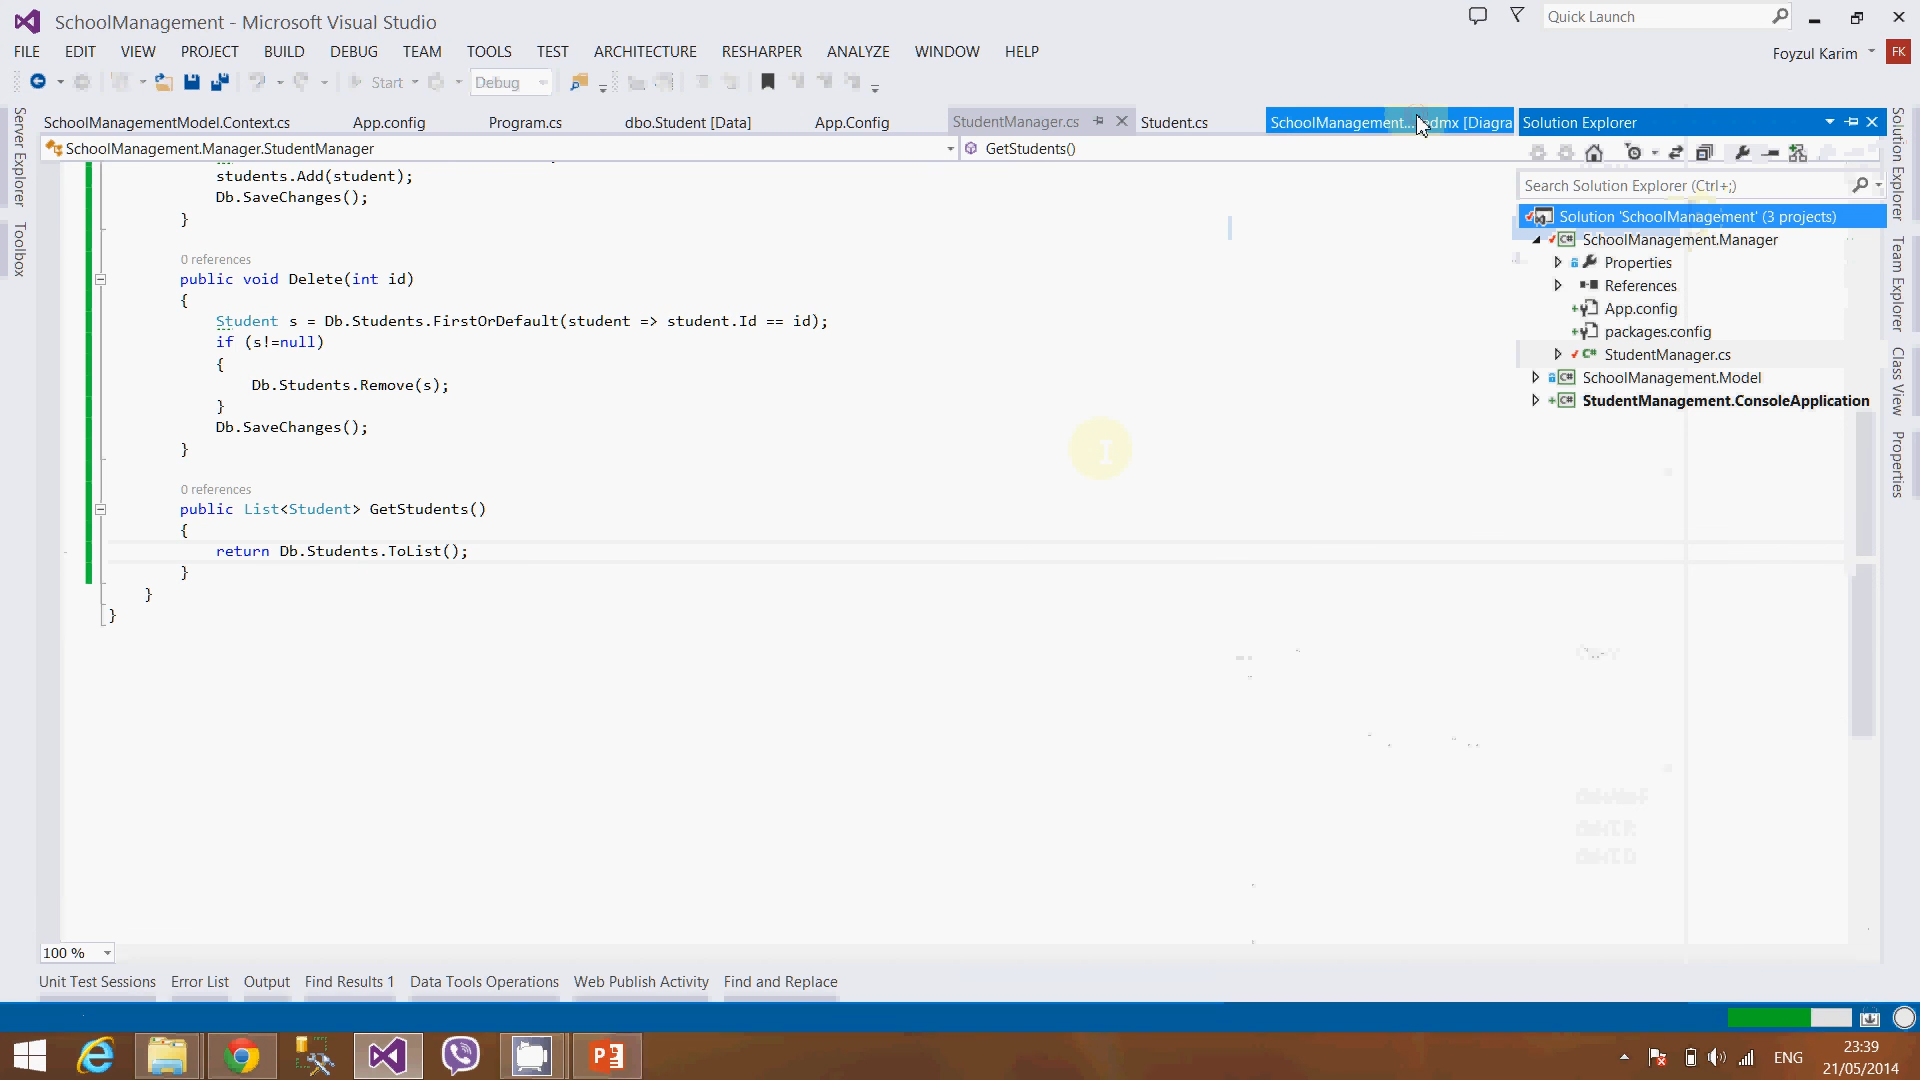 SchoolManagement - Microsoft Visual Studio
Quick Launch
FILE EDIT VIEW PROJECT BUILD DEBUG TEAM TOOLS TEST ARCHITECTURE RESHARPER ANALYZE WINDOW HELP
Foyzul Karim FK
Start Debug
SchoolManagementModel.Context.cs App.config Program.cs dbo.Student [Data] App.Config StudentManager.cs Student.cs SchoolManagement...edmx [Diagra
Solution Explorer
SchoolManagement.Manager.StudentManager GetStudents()
Search Solution Explorer (Ctrl+;)
Solution 'SchoolManagement' (3 projects)
SchoolManagement.Manager
Properties
References
App.config
packages.config
StudentManager.cs
SchoolManagement.Model
StudentManagement.ConsoleApplication
Server Explorer
Toolbox
Solution Explorer
Team Explorer
Class View
Properties
students.Add(student);
Db.SaveChanges();
}
0 references
public void Delete(int id)
{
Student s = Db.Students.FirstOrDefault(student => student.Id == id);
if (s!=null)
{
Db.Students.Remove(s);
}
Db.SaveChanges();
}
0 references
public List<Student> GetStudents()
{
return Db.Students.ToList();
}
}
}
100 %
Unit Test Sessions Error List Output Find Results 1 Data Tools Operations Web Publish Activity Find and Replace
ENG
23:39
21/05/2014